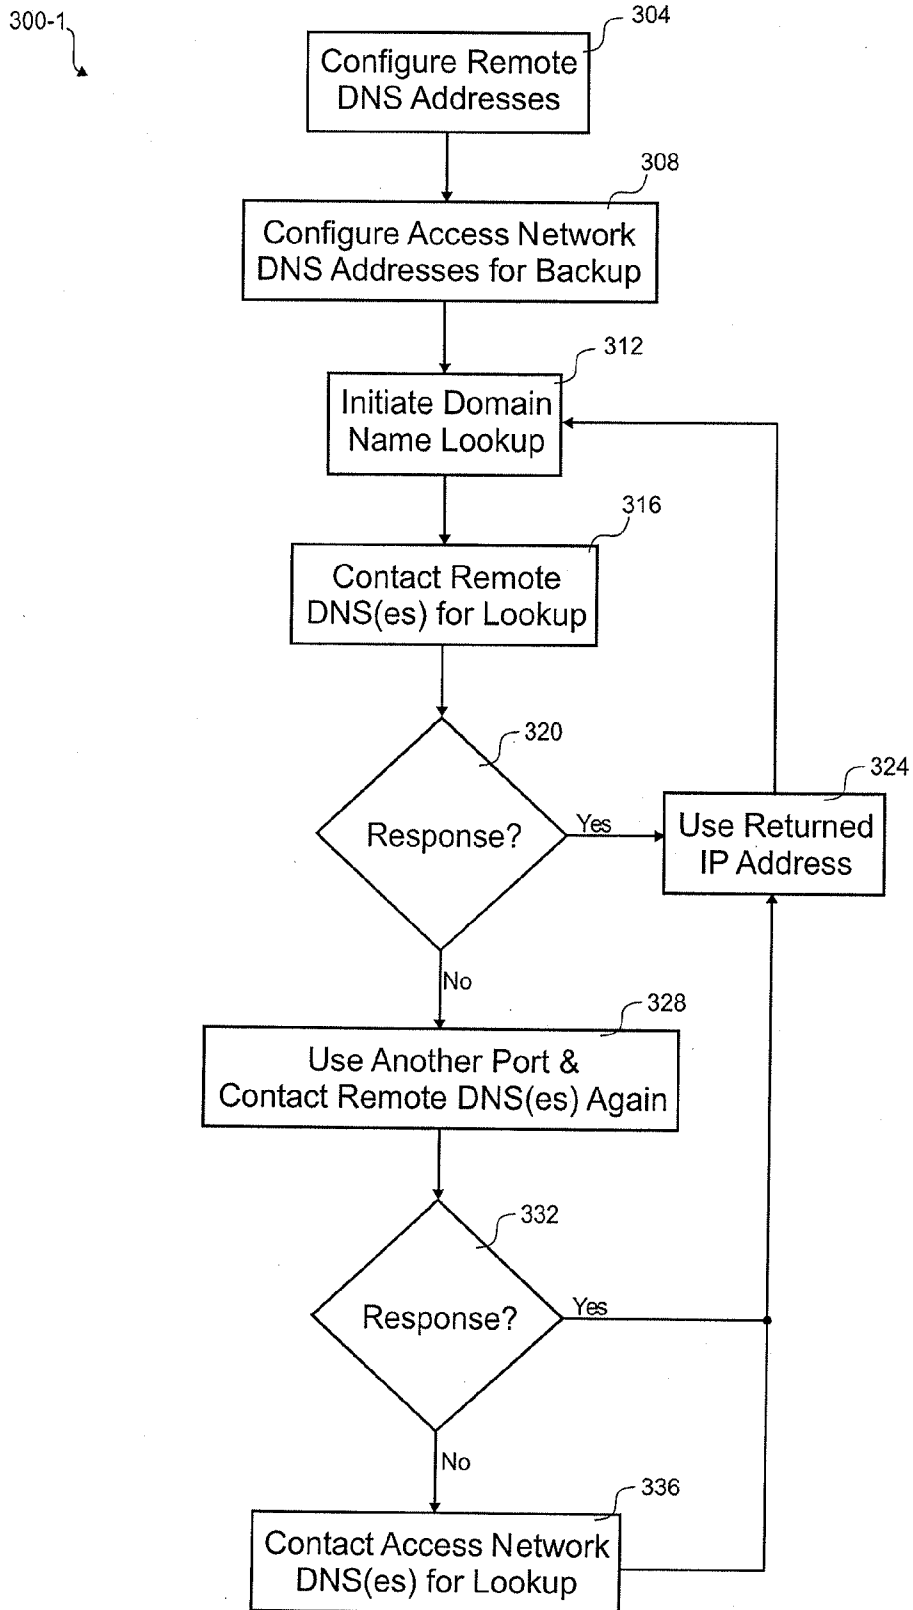 300-1
304
Configure Remote
DNS Addresses
308
Configure Access Network
DNS Addresses for Backup
312
Initiate Domain
Name Lookup
316
Contact Remote
DNS(es) for Lookup
320
Response?
Yes
324
Use Returned
IP Address
No
328
Use Another Port &
Contact Remote DNS(es) Again
332
Response?
Yes
No
336
Contact Access Network
DNS(es) for Lookup